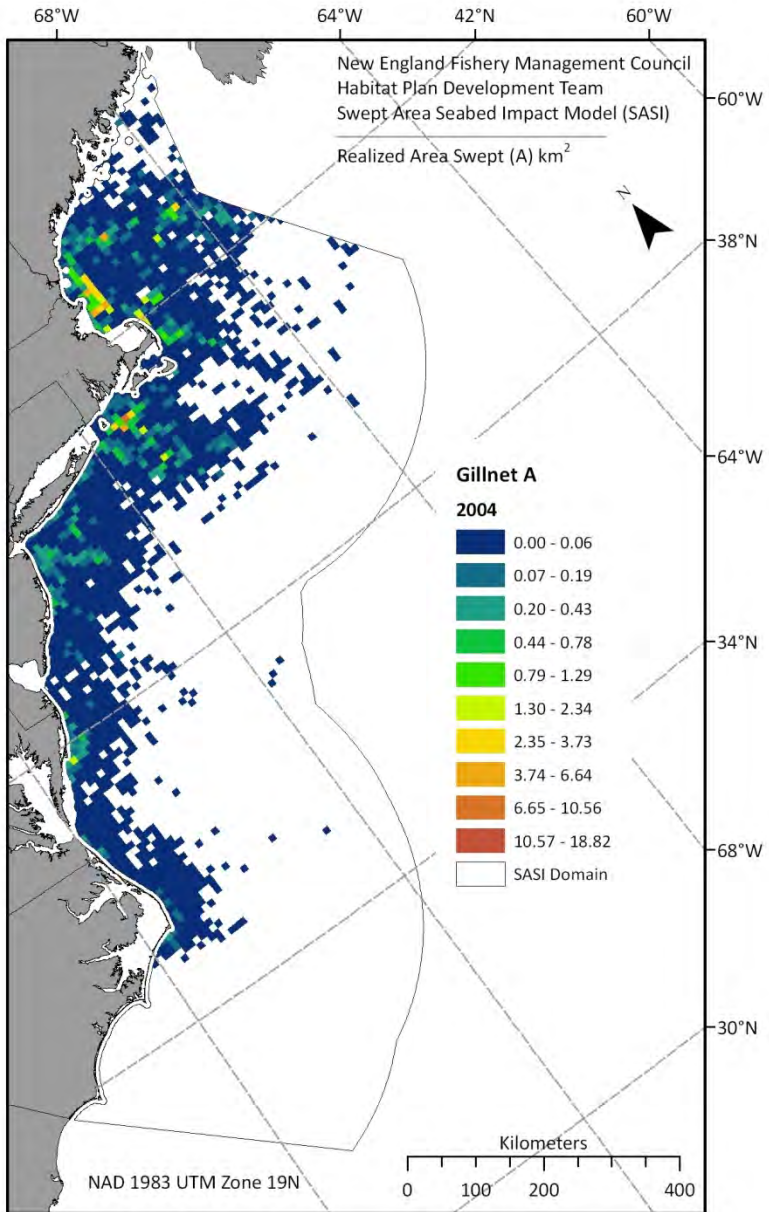 68°W 64°W 42°N 60°W
New England Fishery Management Council
Habitat Plan Development Team
Swept Area Seabed Impact Model (SASI)
Realized Area Swept (A) km²
60°W
N
38°N
64°W
Gillnet A
2004
0.00 - 0.06
0.07 - 0.19
0.20 - 0.43
0.44 - 0.78
0.79 - 1.29
1.30 - 2.34
2.35 - 3.73
3.74 - 6.64
6.65 - 10.56
10.57 - 18.82
SASI Domain
34°N
68°W
30°N
Kilometers
0 100 200 300 400
NAD 1983 UTM Zone 19N